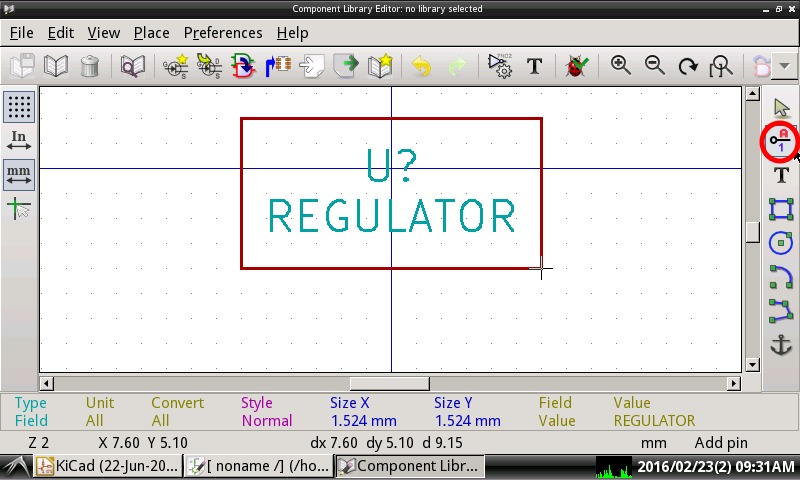 Component Library Editor: no library selected
File Edit View Place Preferences Help
T
In
mm
A
1
T
U?
REGULATOR
Type Unit Convert Style Size X Size Y Field Value
Field All All Normal 1.524 mm 1.524 mm Value REGULATOR
Z 2 X 7.60 Y 5.10 dx 7.60 dy 5.10 d 9.15 mm Add pin
KiCad (22-Jun-20... [ noname /] (/ho... Component Libr... 2016/02/23(2) 09:31AM